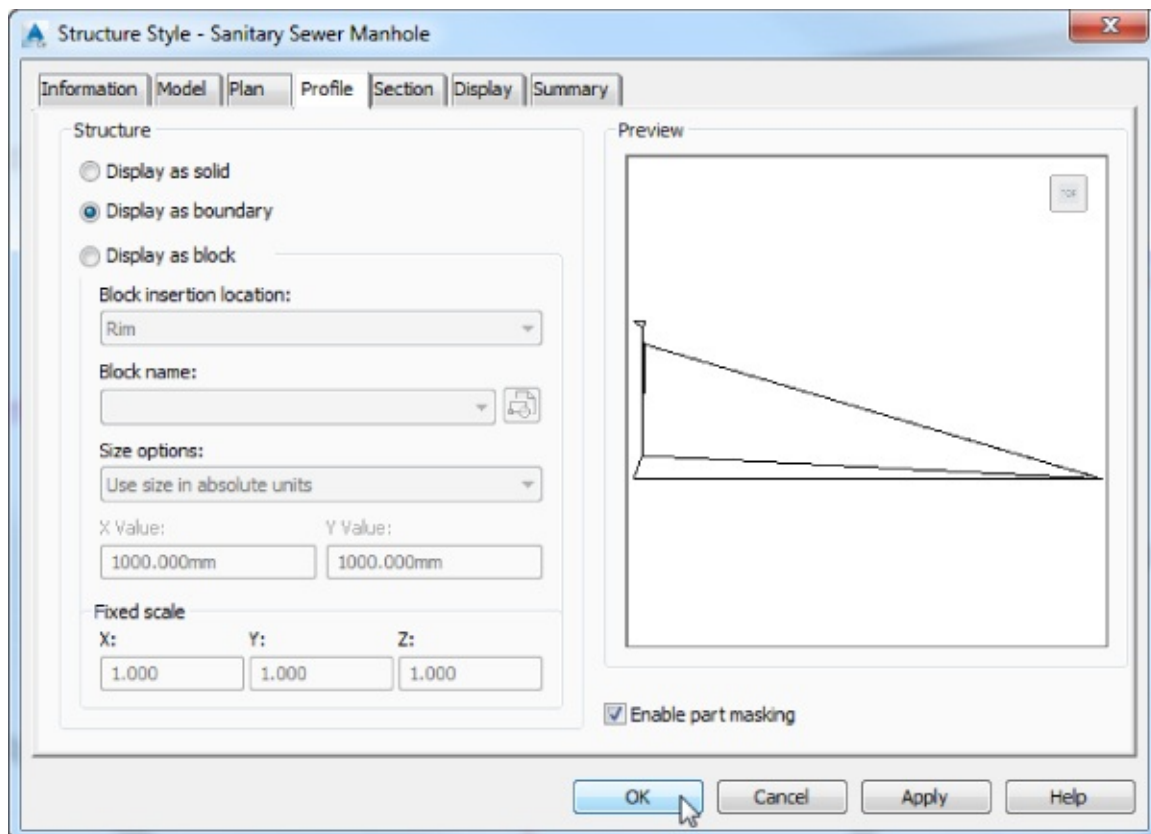 Structure Style - Sanitary Sewer Manhole
Information Model Plan Profile Section Display Summary
Structure
Display as solid
Display as boundary
Display as block
Block insertion location:
Rim
Block name:
Size options:
Use size in absolute units
X Value: Y Value:
1000.000mm 1000.000mm
Fixed scale
X: Y: Z:
1.000 1.000 1.000
Preview
TOP
Enable part masking
OK Cancel Apply Help